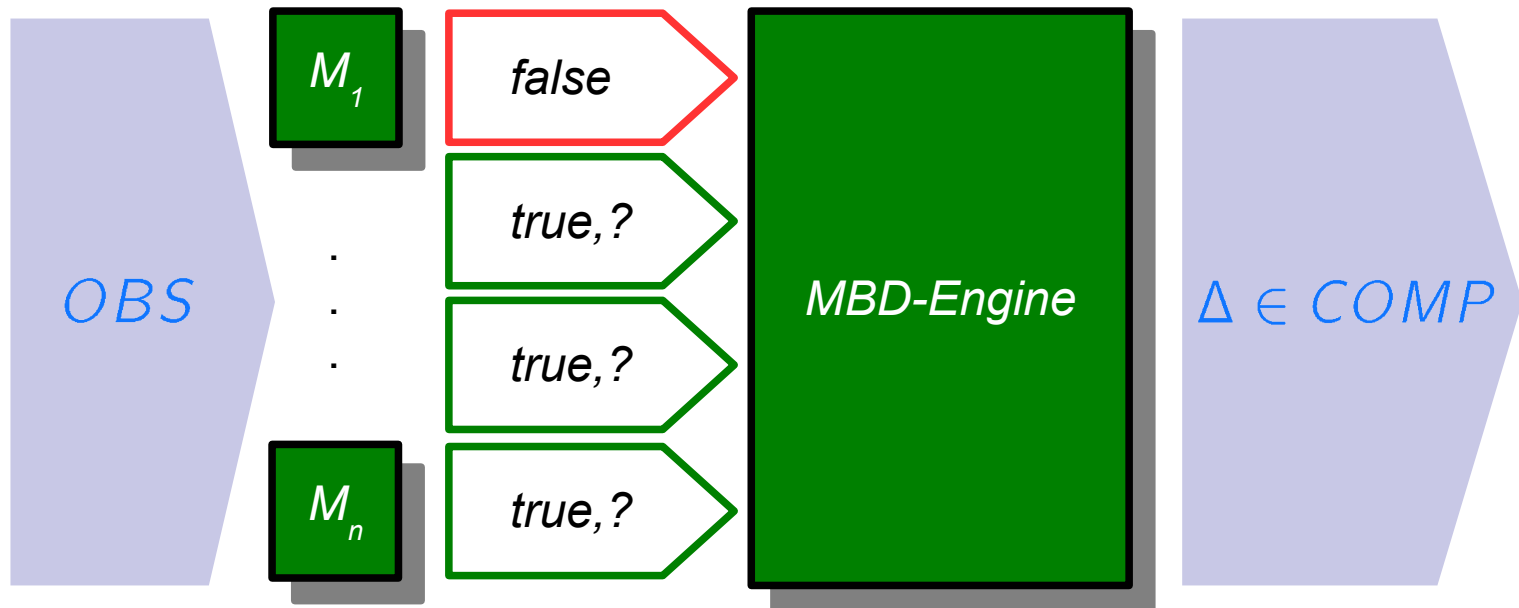 OBS
M1
.
.
.
Mn
false
true,?
true,?
true,?
MBD-Engine
Δ ∈ COMP